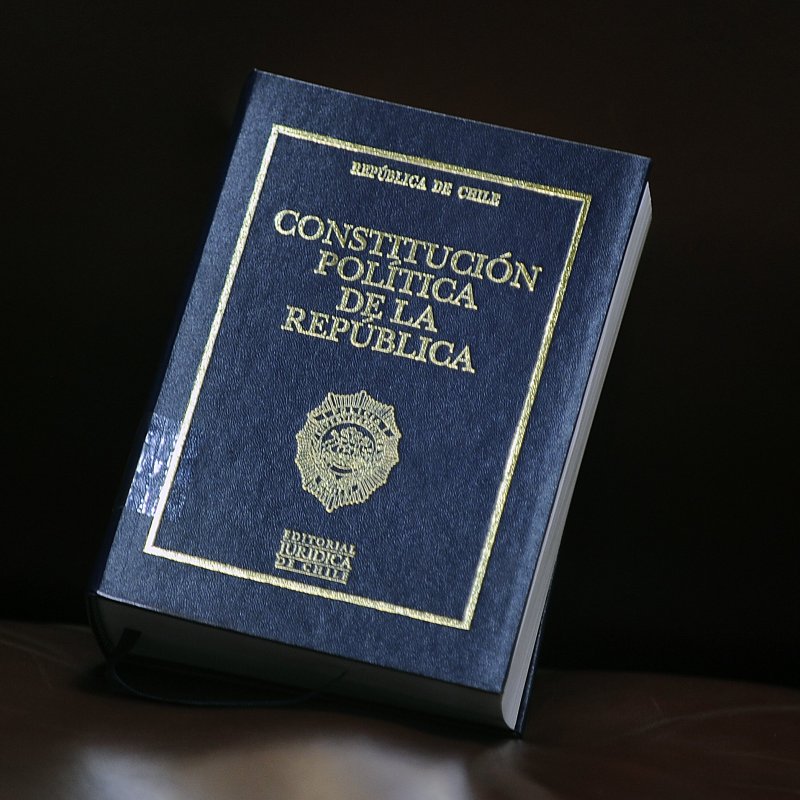 REPÚBLICA DE CHILE
CONSTITUCIÓN
POLÍTICA
DE LA
REPÚBLICA
EDITORIAL
JURÍDICA
DE CHILE